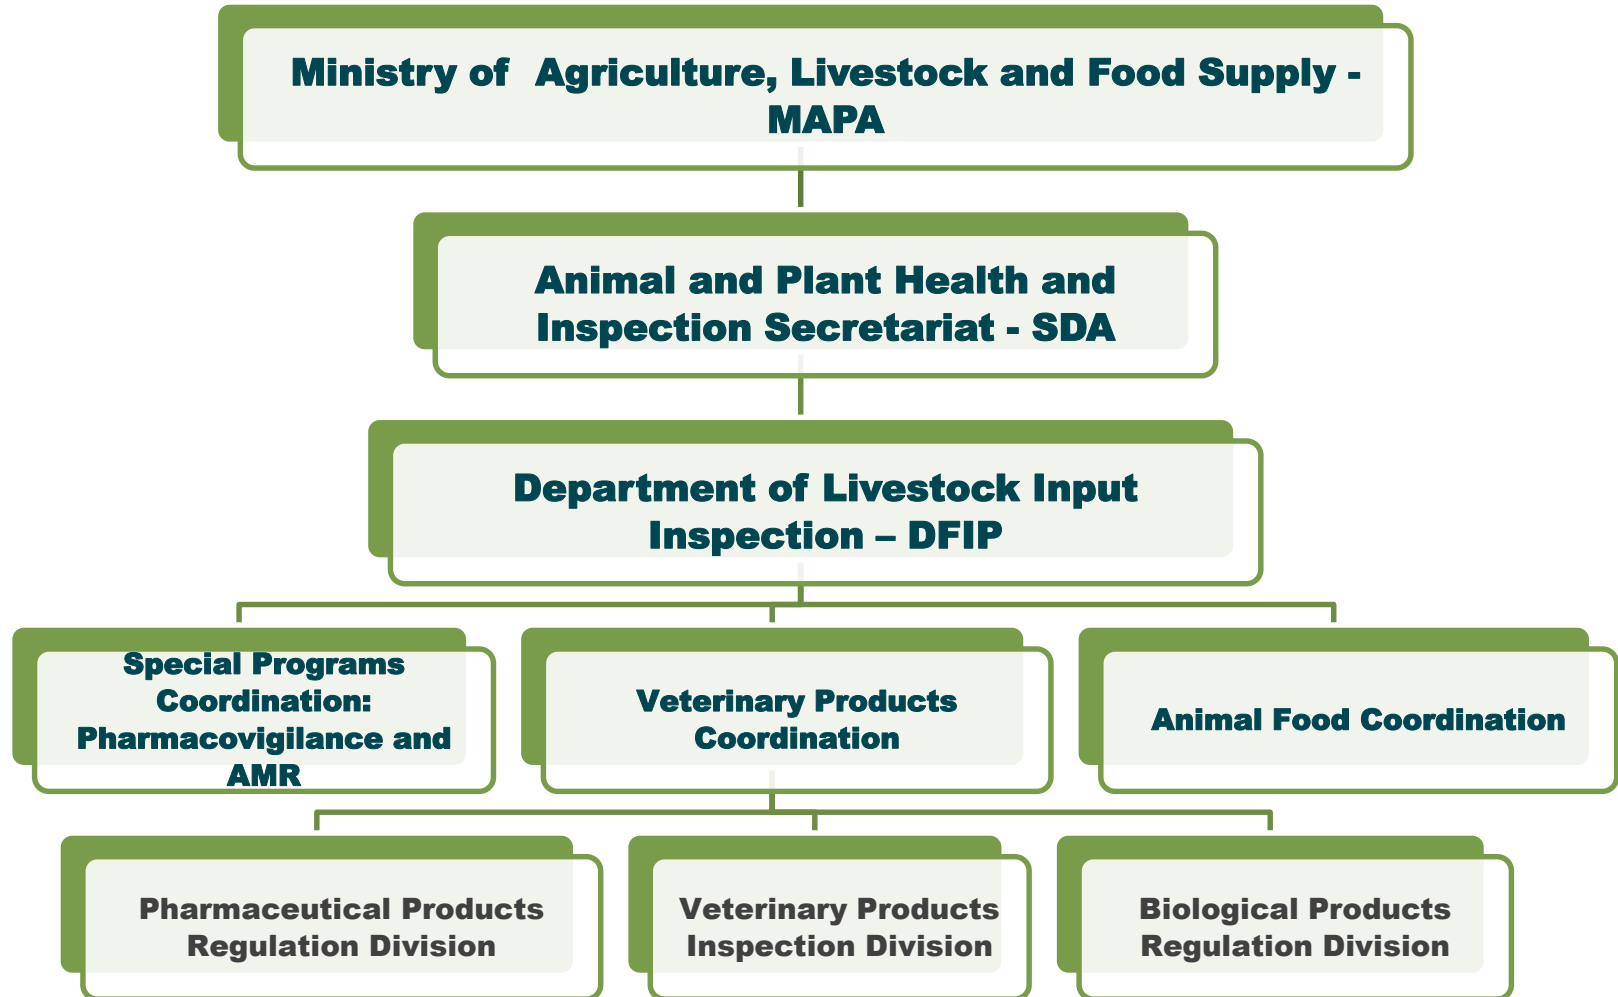 Ministry of  Agriculture, Livestock and Food Supply -
MAPA
Animal and Plant Health and
Inspection Secretariat - SDA
Department of Livestock Input
Inspection – DFIP
Special Programs
Coordination:
Pharmacovigilance and
AMR
Veterinary Products
Coordination
Animal Food Coordination
Pharmaceutical Products
Regulation Division
Veterinary Products
Inspection Division
Biological Products
Regulation Division